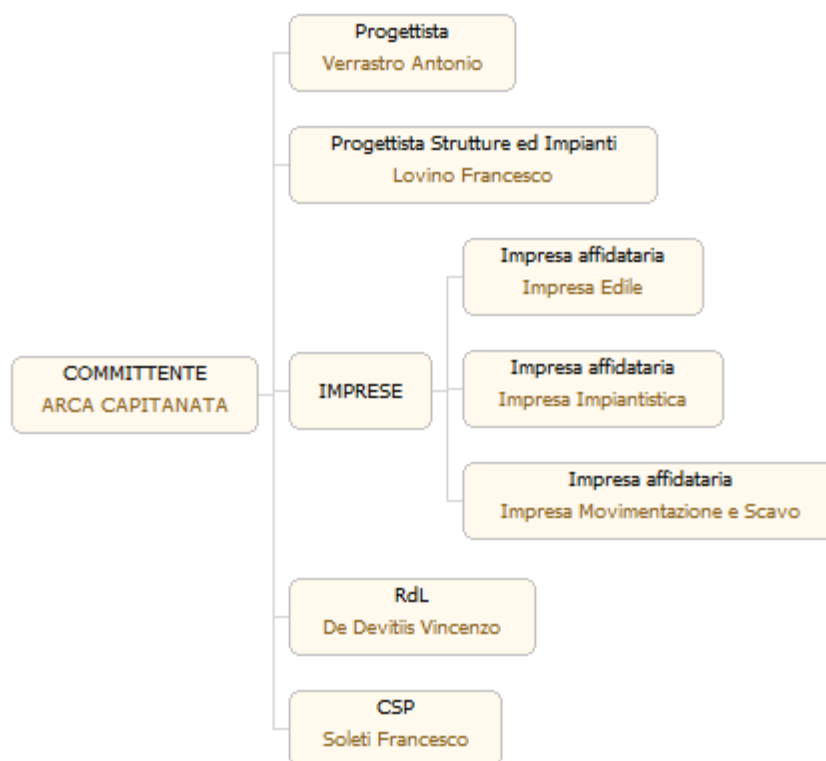 Progettista
Verrastro Antonio
Progettista Strutture ed Impianti
Lovino Francesco
Impresa affidataria
Impresa Edile
COMMITTENTE
ARCA CAPITANATA
IMPRESE
Impresa affidataria
Impresa Impiantistica
Impresa affidataria
Impresa Movimentazione e Scavo
RdL
De Devitiis Vincenzo
CSP
Soleti Francesco